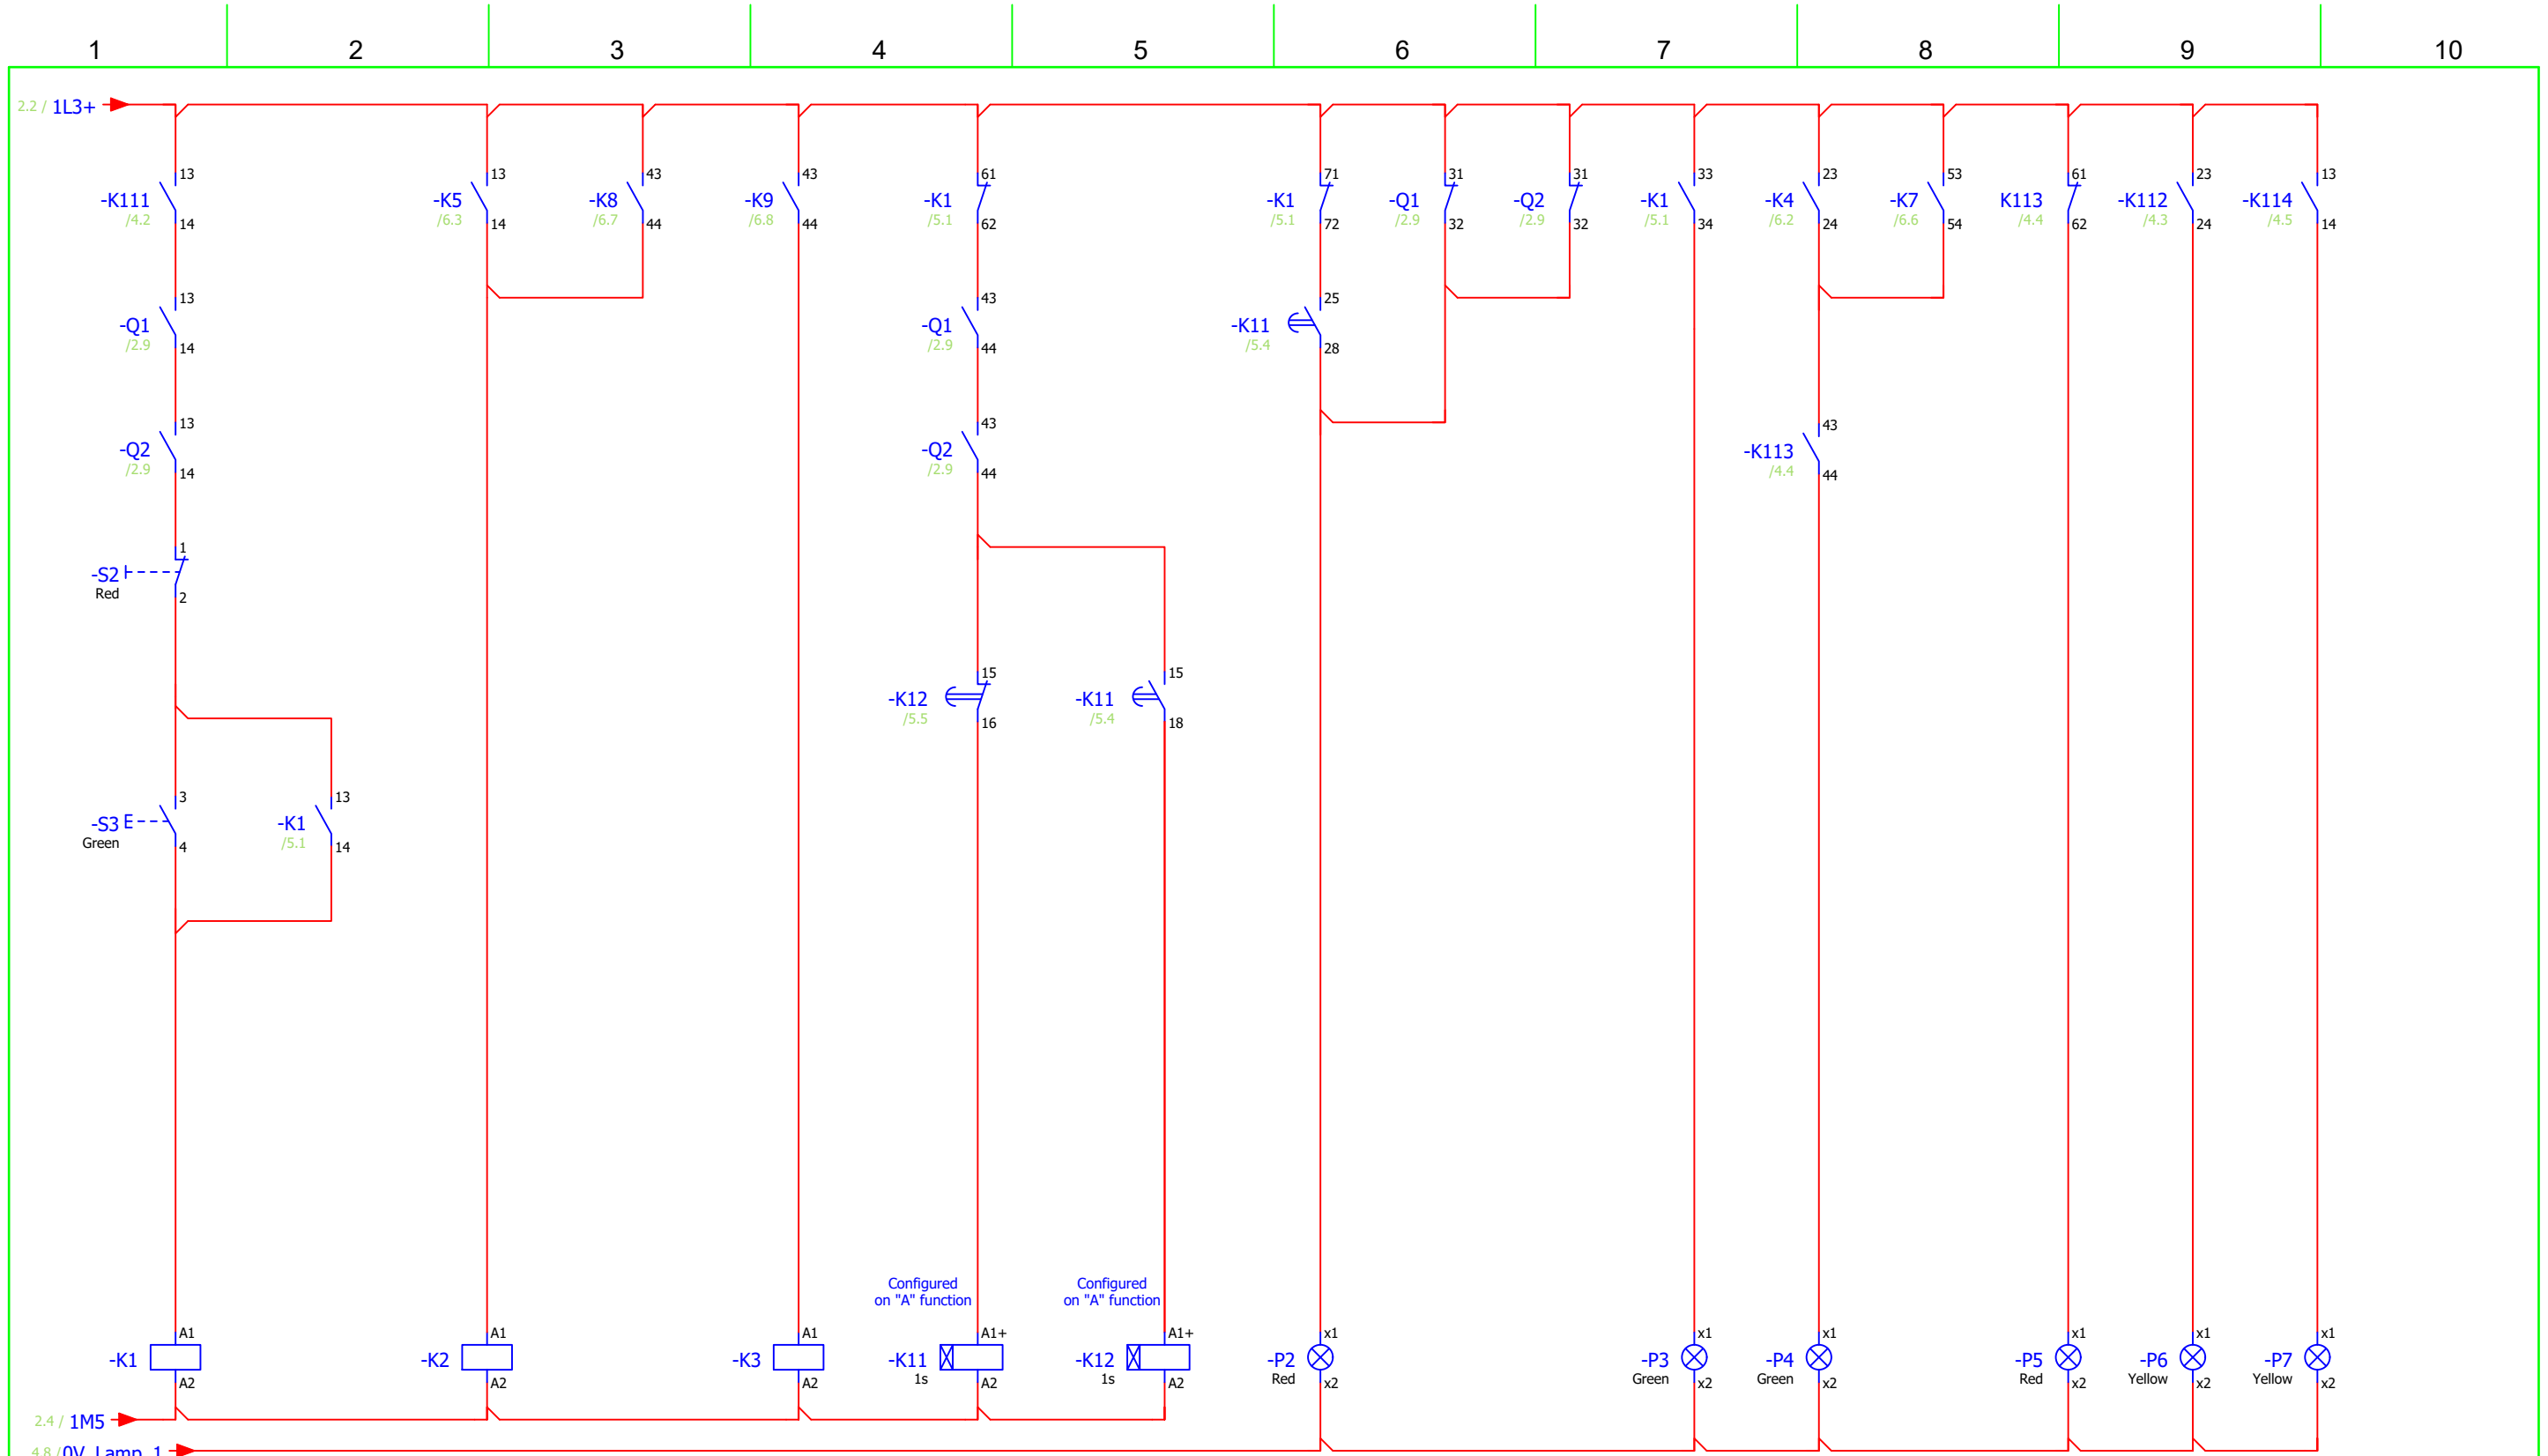 1 2 3 4 5 6 7 8 9 10
2.2 / 1L3+
13 13 43 43 61 71 31 31 33 23 53 61 23 13
-K111 -K5 -K8 -K9 -K1 -K1 -Q1 -Q2 -K1 -K4 -K7 K113 -K112 -K114
/4.2 /6.3 /6.7 /6.8 /5.1 /5.1 /2.9 /2.9 /5.1 /6.2 /6.6 /4.4 /4.3 /4.5
14 14 44 44 62 72 32 32 34 24 54 62 24 14
13 43 25
-Q1 -Q1 -K11
/2.9 /2.9 /5.4
14 44 28
13 43 43
-Q2 -Q2 -K113
/2.9 /2.9 /4.4
14 44 44
1
-S2
Red
2
15 15
-K12 -K11
/5.5 /5.4
16 18
3 13
-S3 -K1
Green /5.1
4 14
Configured Configured
on "A" function on "A" function
A1 A1 A1 A1+ A1+ x1 x1 x1 x1 x1 x1
-K1 -K2 -K3 -K11 -K12 -P2 -P3 -P4 -P5 -P6 -P7
1s 1s Red Green Green Red Yellow Yellow
A2 A2 A2 A2 A2 x2 x2 x2 x2 x2 x2
2.4 / 1M5
4.8 / 0V_Lamp_1